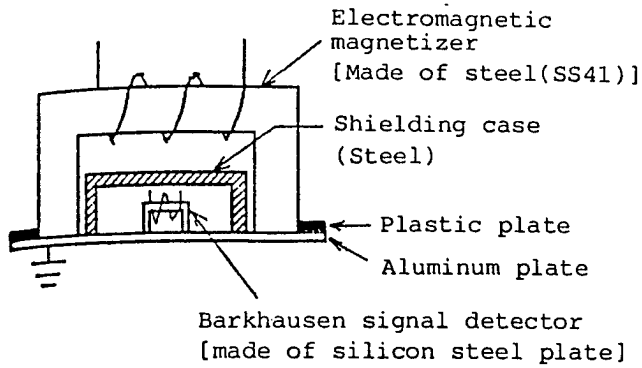 Electromagnetic
magnetizer
[Made of steel(SS41)]
Shielding case
(Steel)
Plastic plate
Aluminum plate
Barkhausen signal detector
[made of silicon steel plate]